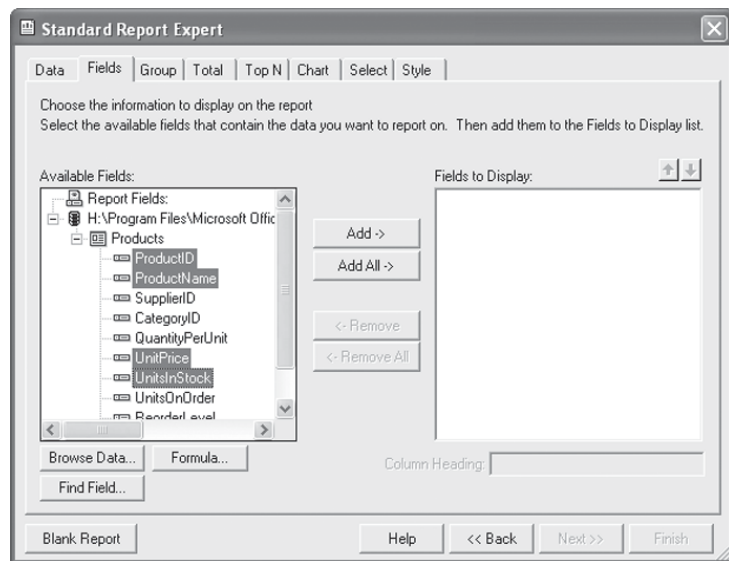 Standard Report Expert
Data Fields Group Total Top N Chart Select Style
Choose the information to display on the report
Select the available fields that contain the data you want to report on. Then add them to the Fields to Display list.
Available Fields:
Fields to Display:
Report Fields:
H:\Program Files\Microsoft Offic
Products
ProductID
ProductName
SupplierID
CategoryID
QuantityPerUnit
UnitPrice
UnitsInStock
UnitsOnOrder
ReorderLevel
Add ->
Add All ->
<- Remove
<- Remove All
Browse Data... Formula...
Find Field...
Column Heading:
Blank Report Help << Back Next >> Finish